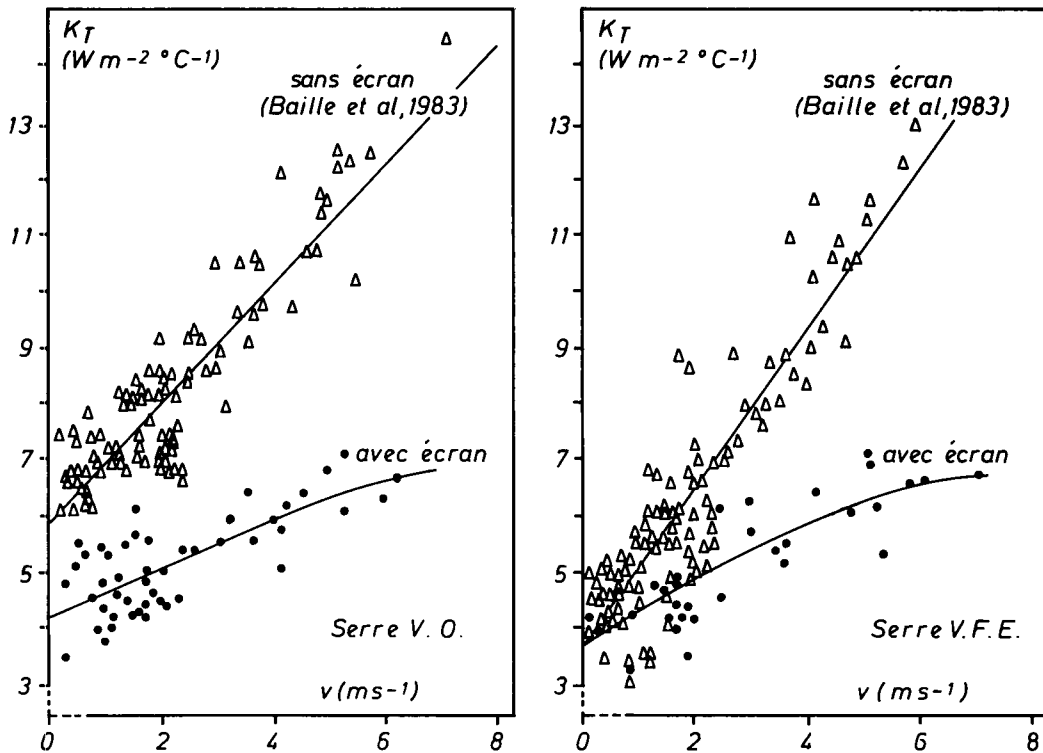 K_T
(W m-2 °C-1)
sans écran
(Baille et al,1983)
13
11
9
7
5
3
avec écran
Serre V. O.
v (ms-1)
0
2
4
6
8
K_T
(W m-2 °C-1)
sans écran
(Baille et al,1983)
13
11
9
7
5
3
avec écran
Serre V.F.E.
v (ms-1)
0
2
4
6
8